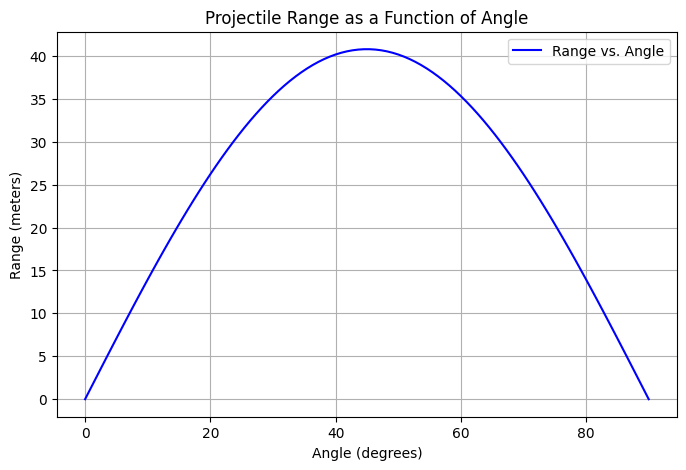 Projectile Range as a Function of Angle
Range vs. Angle
40
35
30
25
20
15
10
5
0
Range (meters)
0 20 40 60 80
Angle (degrees)